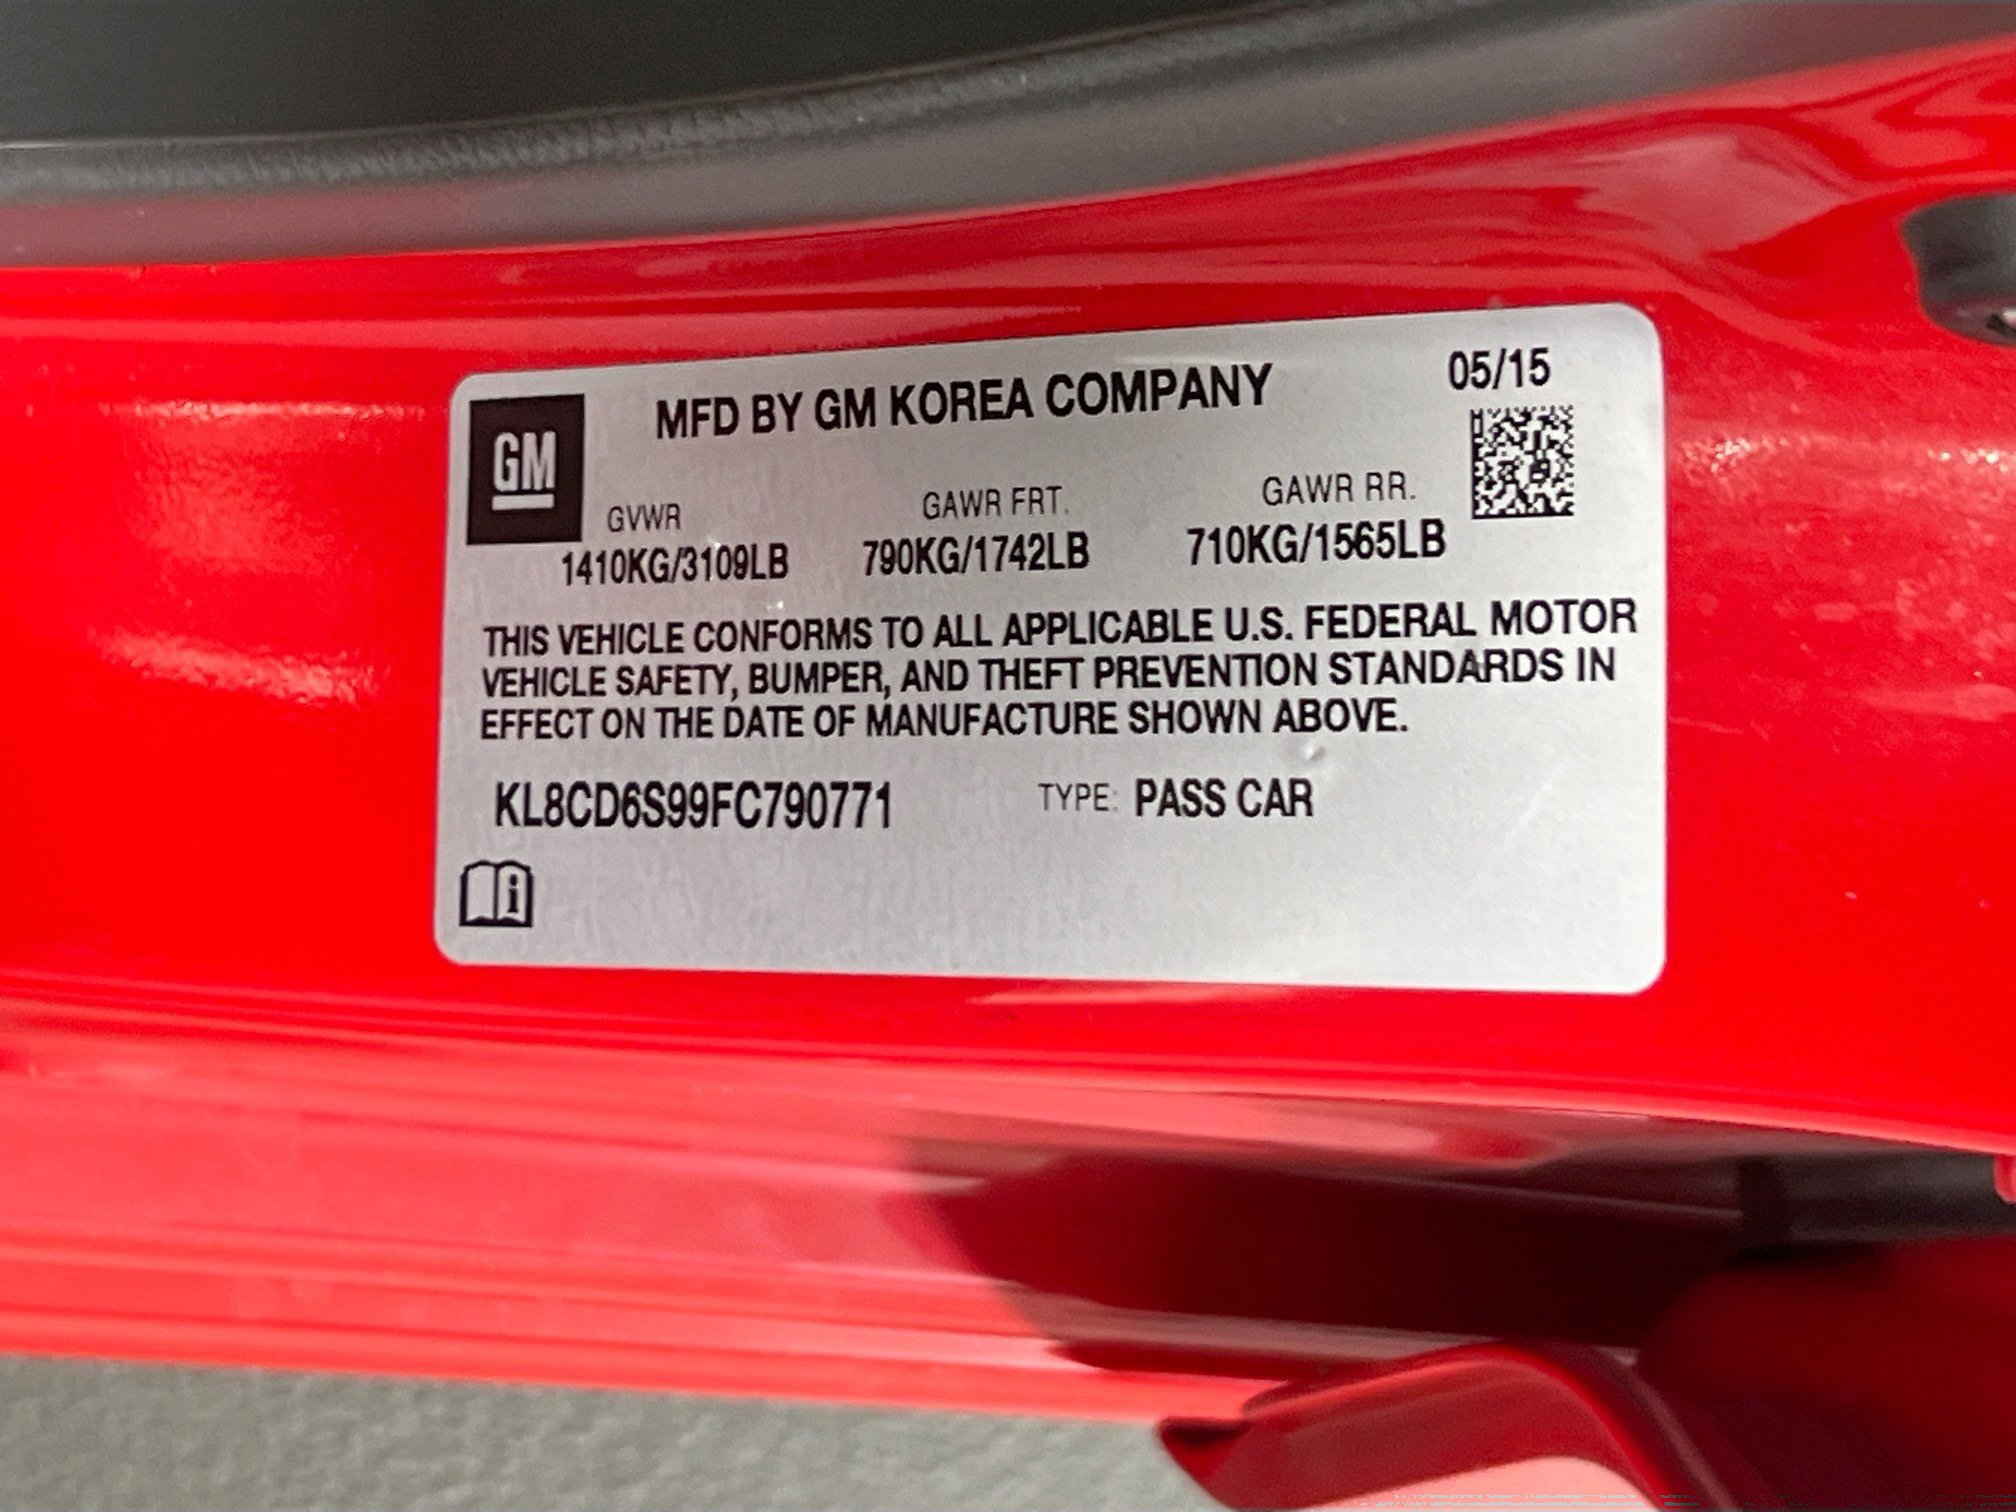 MFD BY GM KOREA COMPANY
05/15
GM
GVWR
GAWR FRT.
GAWR RR.
1410KG/3109LB
790KG/1742LB
710KG/1565LB
THIS VEHICLE CONFORMS TO ALL APPLICABLE U.S. FEDERAL MOTOR
VEHICLE SAFETY, BUMPER, AND THEFT PREVENTION STANDARDS IN
EFFECT ON THE DATE OF MANUFACTURE SHOWN ABOVE.
KL8CD6S99FC790771
TYPE: PASS CAR
i